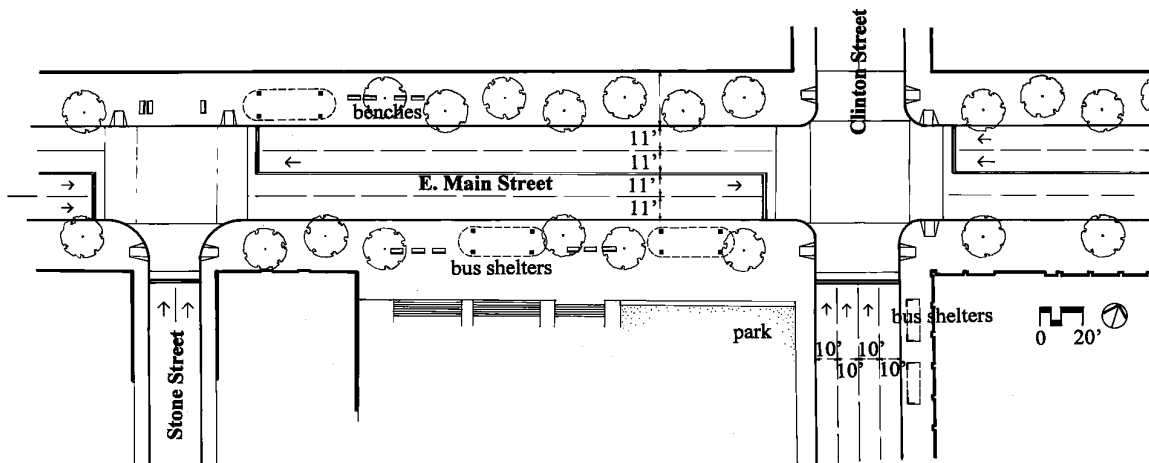 Clinton Street
benches
11'
11'
E. Main Street
11'
11'
bus shelters
bus shelters
park
0 20'
10' 10'
10' 10'
Stone Street